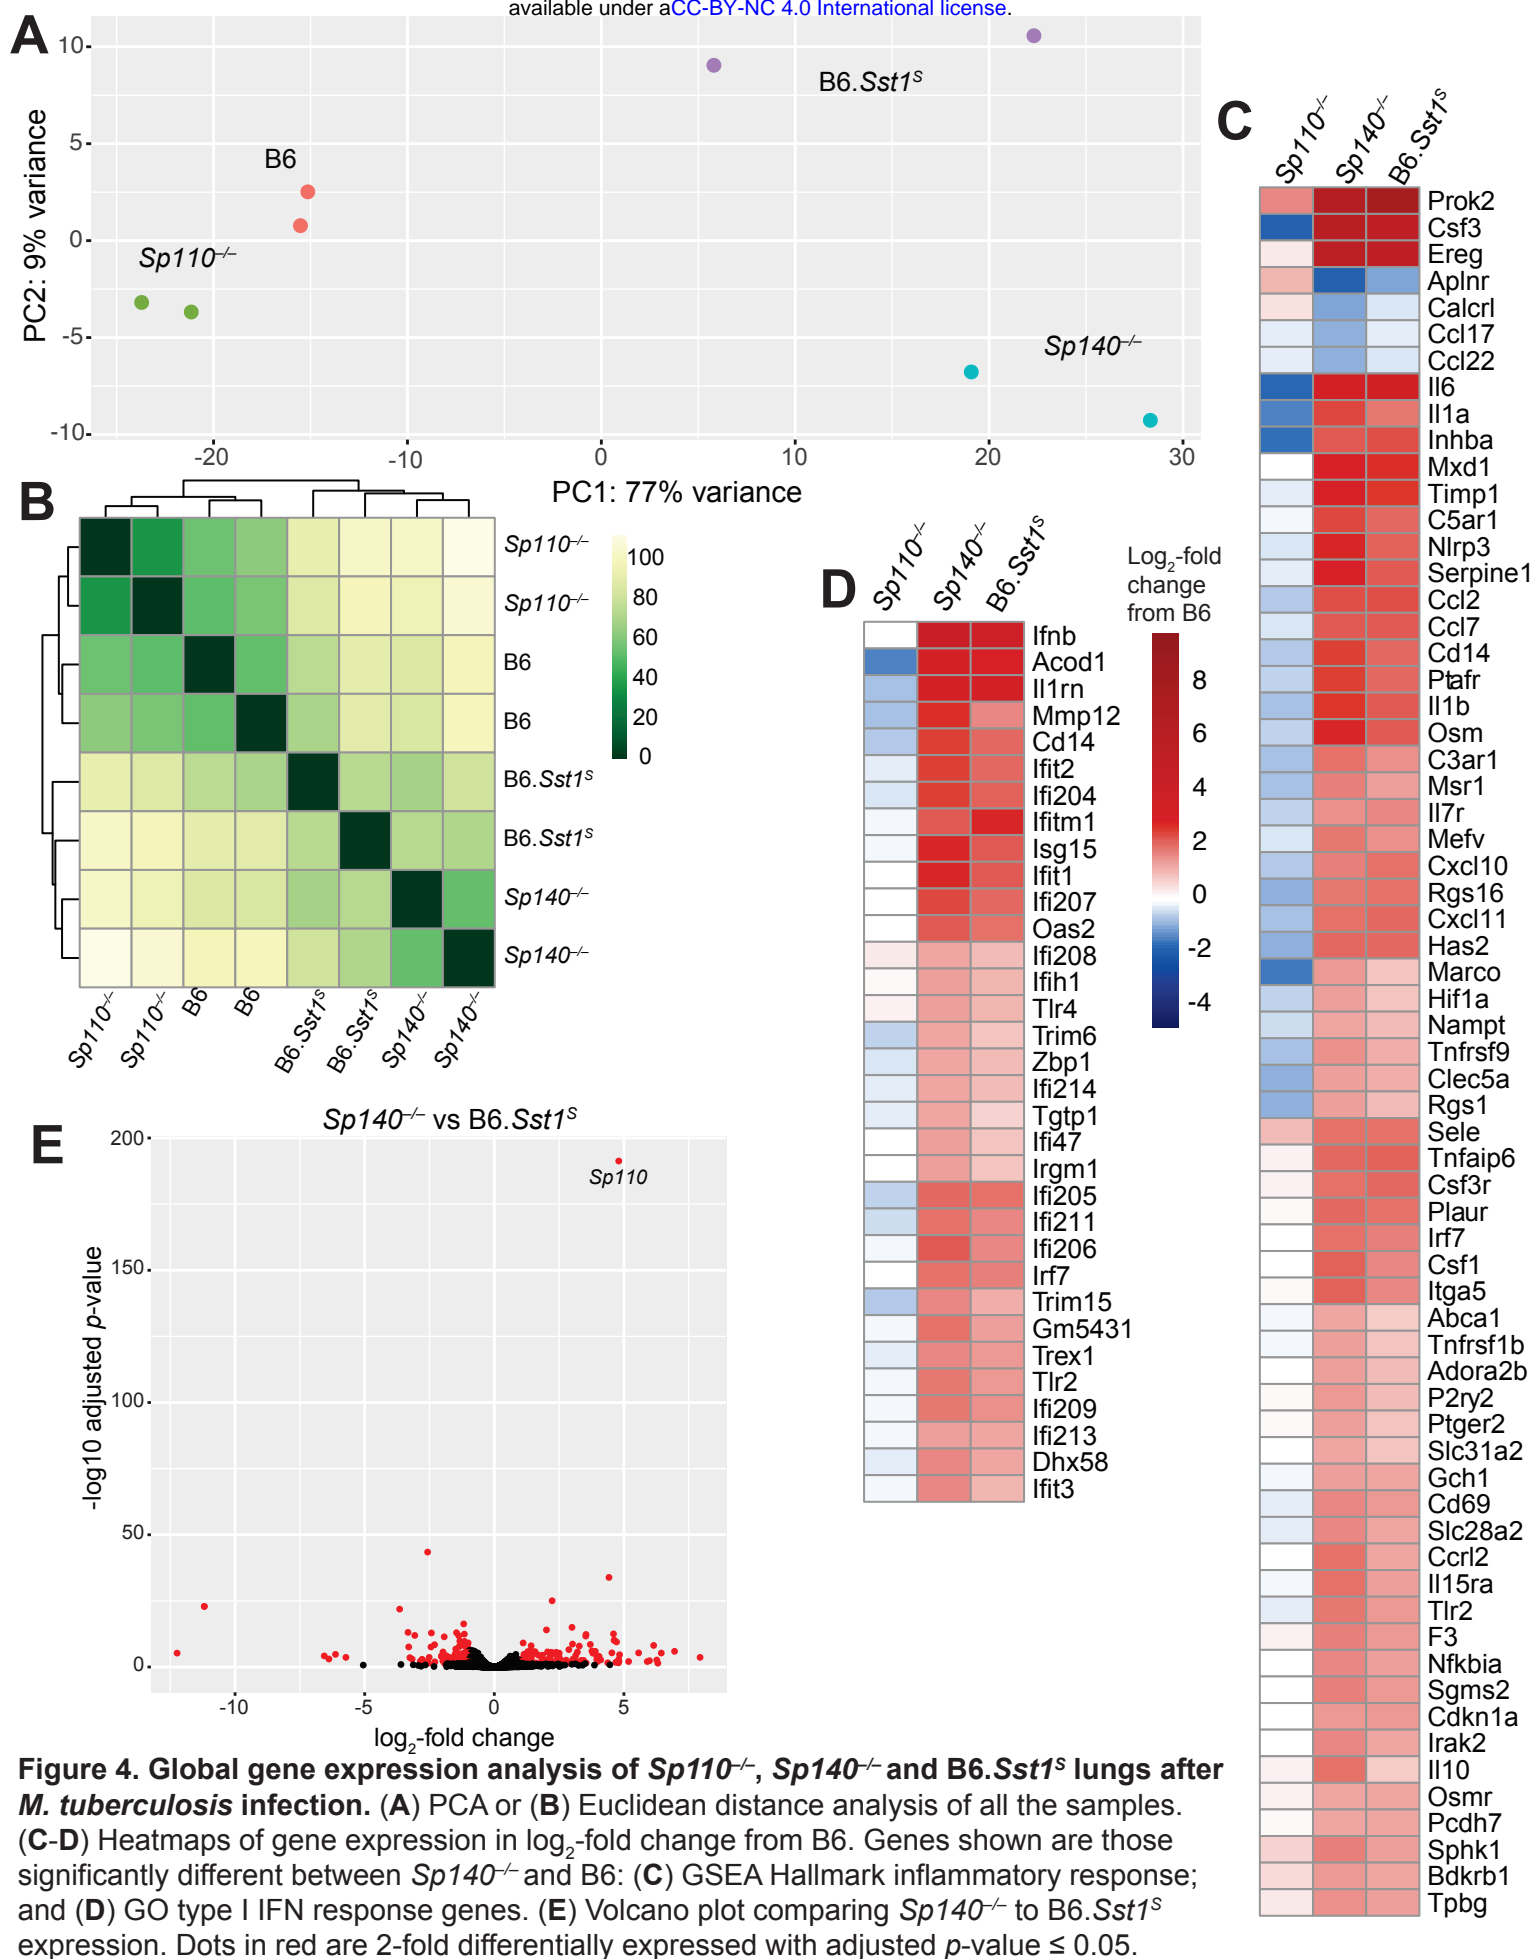 available under aCC-BY-NC 4.0 International license.
A
10
5
0
-5
-10
PC2: 9% variance
B6.Sst1S
B6
Sp110–/–
Sp140–/–
-20
-10
0
10
20
30
PC1: 77% variance
B
Sp110–/–
Sp110–/–
B6
B6
B6.Sst1S
B6.Sst1S
Sp140–/–
Sp140–/–
100
80
60
40
20
0
Sp110–/–
Sp110–/–
B6
B6
B6.Sst1S
B6.Sst1S
Sp140–/–
Sp140–/–
C
Sp110–/–
Sp140–/–
B6.Sst1S
Prok2
Csf3
Ereg
Aplnr
Calcrl
Ccl17
Ccl22
Il6
Il1a
Inhba
Mxd1
Timp1
C5ar1
Nlrp3
Serpine1
Ccl2
Ccl7
Cd14
Ptafr
Il1b
Osm
C3ar1
Msr1
Il7r
Mefv
Cxcl10
Rgs16
Cxcl11
Has2
Marco
Hif1a
Nampt
Tnfrsf9
Clec5a
Rgs1
Sele
Tnfaip6
Csf3r
Plaur
Irf7
Csf1
Itga5
Abca1
Tnfrsf1b
Adora2b
P2ry2
Ptger2
Slc31a2
Gch1
Cd69
Slc28a2
Ccrl2
Il15ra
Tlr2
F3
Nfkbia
Sgms2
Cdkn1a
Irak2
Il10
Osmr
Pcdh7
Sphk1
Bdkrb1
Tpbg
D
Sp110–/–
Sp140–/–
B6.Sst1S
Ifnb
Acod1
Il1rn
Mmp12
Cd14
Ifit2
Ifi204
Ifitm1
Isg15
Ifit1
Ifi207
Oas2
Ifi208
Ifih1
Tlr4
Trim6
Zbp1
Ifi214
Tgtp1
Ifi47
Irgm1
Ifi205
Ifi211
Ifi206
Irf7
Trim15
Gm5431
Trex1
Tlr2
Ifi209
Ifi213
Dhx58
Ifit3
Log2-fold
change
from B6
8
6
4
2
0
-2
-4
E
Sp140–/– vs B6.Sst1S
200
150
100
50
0
-log10 adjusted p-value
Sp110
-10
-5
0
5
log2-fold change
Figure 4. Global gene expression analysis of Sp110–/–, Sp140–/– and B6.Sst1S lungs after
M. tuberculosis infection. (A) PCA or (B) Euclidean distance analysis of all the samples.
(C-D) Heatmaps of gene expression in log2-fold change from B6. Genes shown are those
significantly different between Sp140–/– and B6: (C) GSEA Hallmark inflammatory response;
and (D) GO type I IFN response genes. (E) Volcano plot comparing Sp140–/– to B6.Sst1S
expression. Dots in red are 2-fold differentially expressed with adjusted p-value ≤ 0.05.